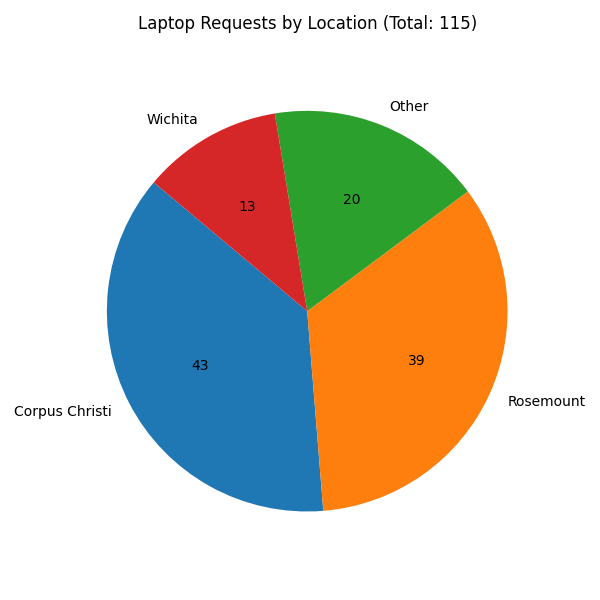 Laptop Requests by Location (Total: 115)
Other
Wichita
20
13
39
43
Rosemount
Corpus Christi